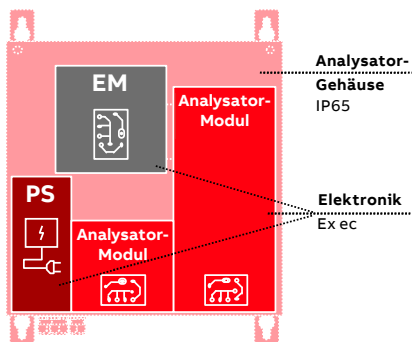 EM
Analysator-
Modul
PS
Analysator-
Modul
Analysator-
Gehäuse
IP65
Elektronik
Ex ec